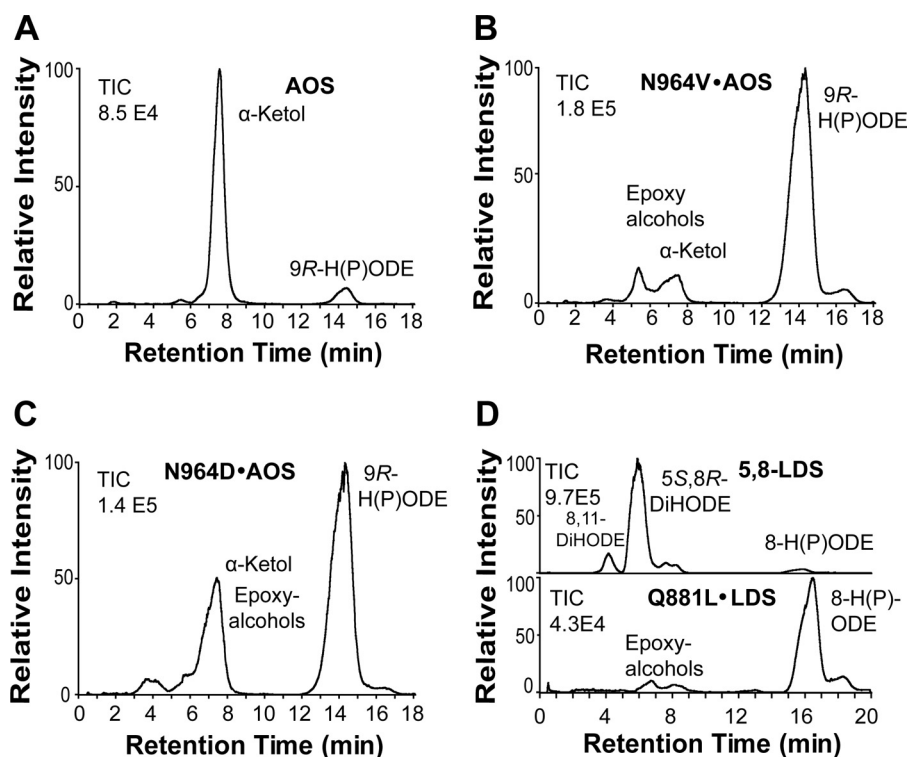 A
Relative Intensity
100
50
0
TIC
8.5 E4
AOS
α-Ketol
9R-H(P)ODE
0 2 4 6 8 10 12 14 16 18
Retention Time (min)
B
Relative Intensity
100
50
0
TIC
1.8 E5
N964V•AOS
9R-
H(P)ODE
Epoxy
alcohols
α-Ketol
0 2 4 6 8 10 12 14 16 18
Retention Time (min)
C
Relative Intensity
100
50
0
TIC
1.4 E5
N964D•AOS
9R-
H(P)ODE
α-Ketol
Epoxy-
alcohols
0 2 4 6 8 10 12 14 16 18
Retention Time (min)
D
Relative Intensity
100
50
TIC
9.7E5
5,8-LDS
8,11-
DiHODE
5S,8R-
DiHODE
8-H(P)ODE
100
50
0
TIC
4.3E4
Q881L•LDS
8-H(P)-
ODE
Epoxy-
alcohols
0 4 8 12 16 20
Retention Time (min)